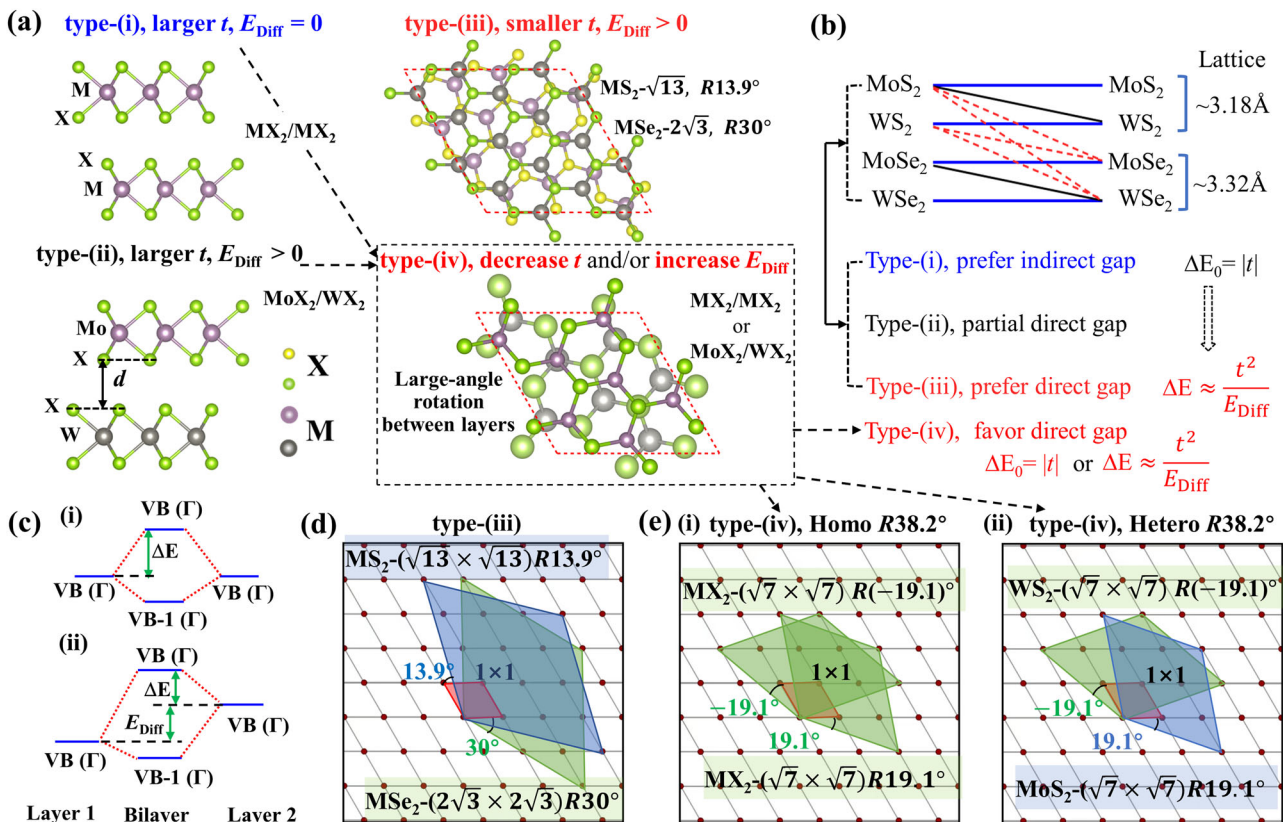 (a)
type-(i), larger t, E_Diff = 0
M
X
X
M
MX₂/MX₂
type-(iii), smaller t, E_Diff > 0
MS₂-√13, R13.9°
MSe₂-2√3, R30°
type-(ii), larger t, E_Diff > 0
MoX₂/WX₂
Mo
X
d
X
W
X
M
type-(iv), decrease t and/or increase E_Diff
MX₂/MX₂
or
MoX₂/WX₂
Large-angle
rotation
between layers
(b)
Lattice
MoS₂ MoS₂
~3.18Å
WS₂ WS₂
MoSe₂ MoSe₂
~3.32Å
WSe₂ WSe₂
Type-(i), prefer indirect gap ΔE₀= |t|
Type-(ii), partial direct gap
Type-(iii), prefer direct gap ΔE ≈ t²/E_Diff
Type-(iv), favor direct gap
ΔE₀= |t| or ΔE ≈ t²/E_Diff
(c)
(i)
VB (Γ)
ΔE
VB (Γ) VB (Γ)
VB-1 (Γ)
(ii)
VB (Γ)
ΔE
VB (Γ)
E_Diff
VB (Γ)
VB-1 (Γ)
Layer 1 Bilayer Layer 2
(d)
type-(iii)
MS₂-(√13 × √13)R13.9°
13.9°
1×1
30°
MSe₂-(2√3 × 2√3)R30°
(e)
(i) type-(iv), Homo R38.2°
MX₂-(√7 × √7) R(−19.1)°
1×1
−19.1°
19.1°
MX₂-(√7 × √7)R19.1°
(ii) type-(iv), Hetero R38.2°
WS₂-(√7 × √7) R(−19.1)°
1×1
−19.1°
19.1°
MoS₂-(√7 × √7)R19.1°